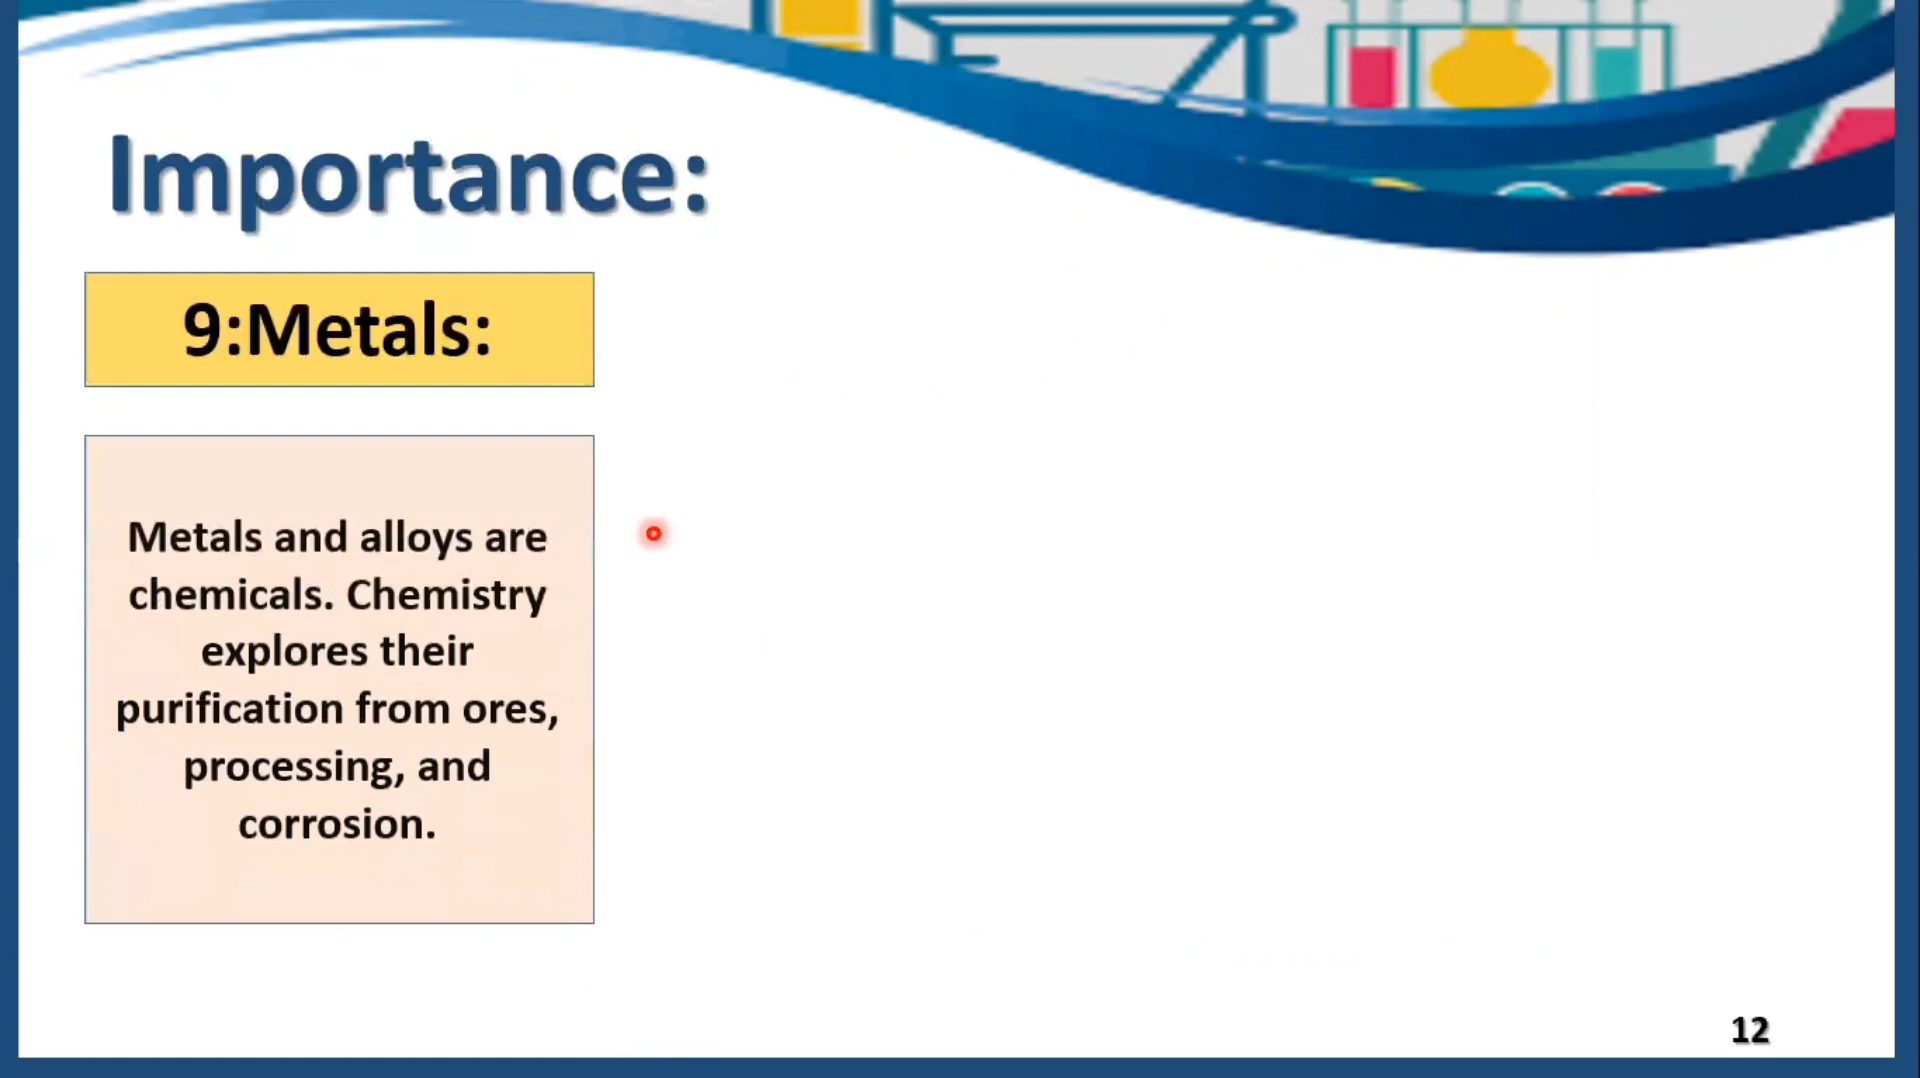 Importance:
9:Metals:
Metals and alloys are
chemicals. Chemistry
explores their
purification from ores,
processing, and
corrosion.
12